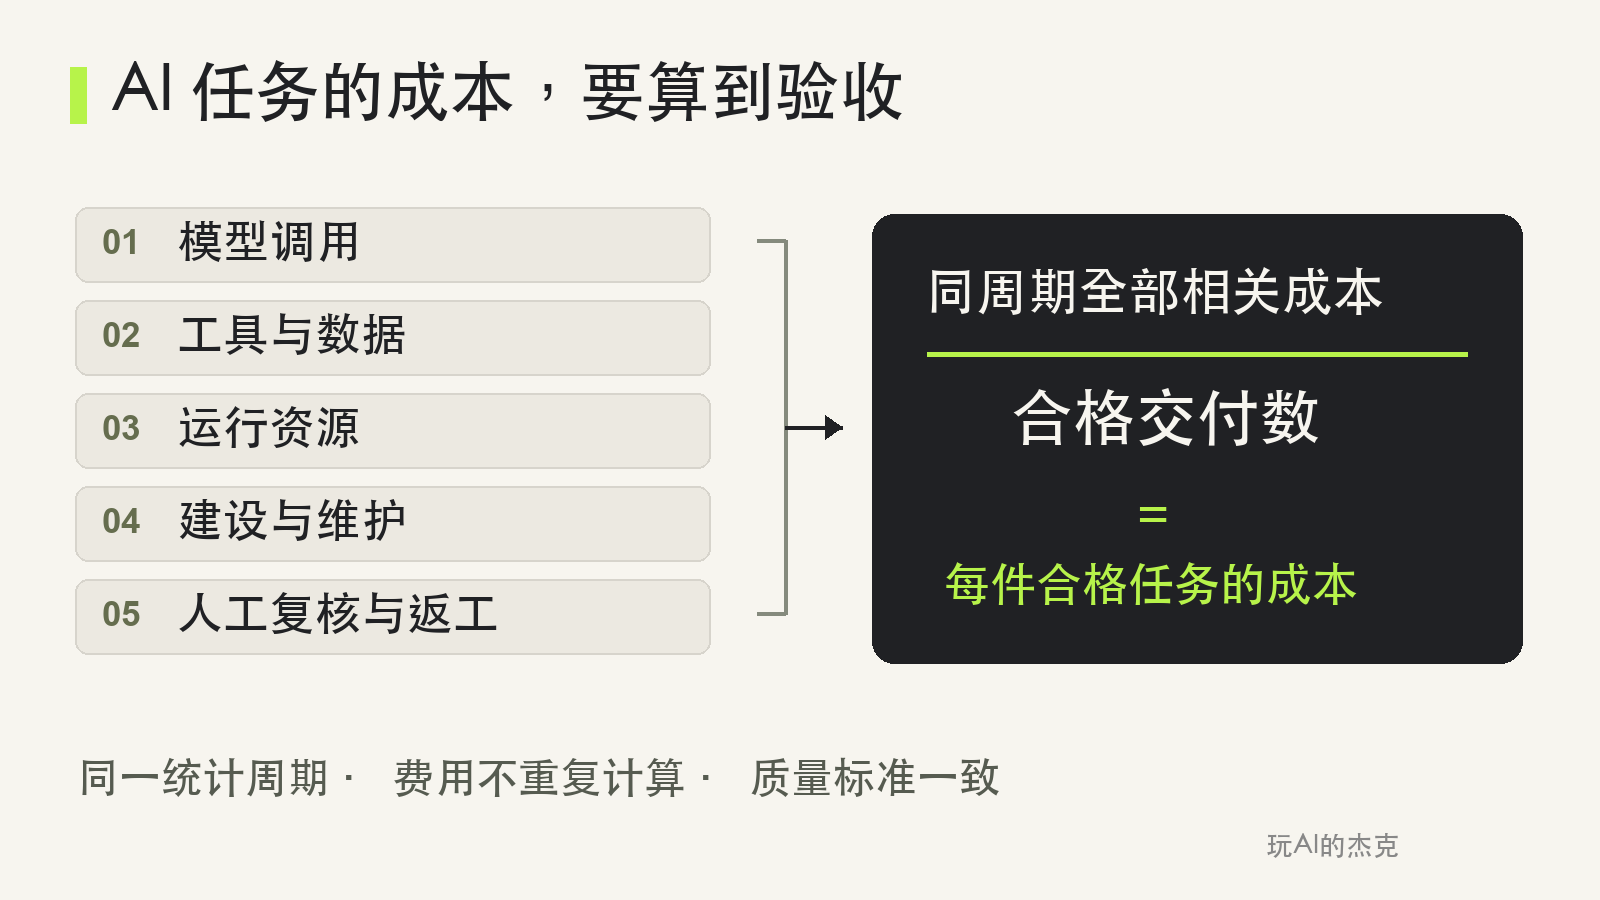 AI 任务的成本，要算到验收
01 模型调用
02 工具与数据
03 运行资源
04 建设与维护
05 人工复核与返工
同周期全部相关成本
合格交付数
=
每件合格任务的成本
同一统计周期 · 费用不重复计算 · 质量标准一致
玩AI的杰克